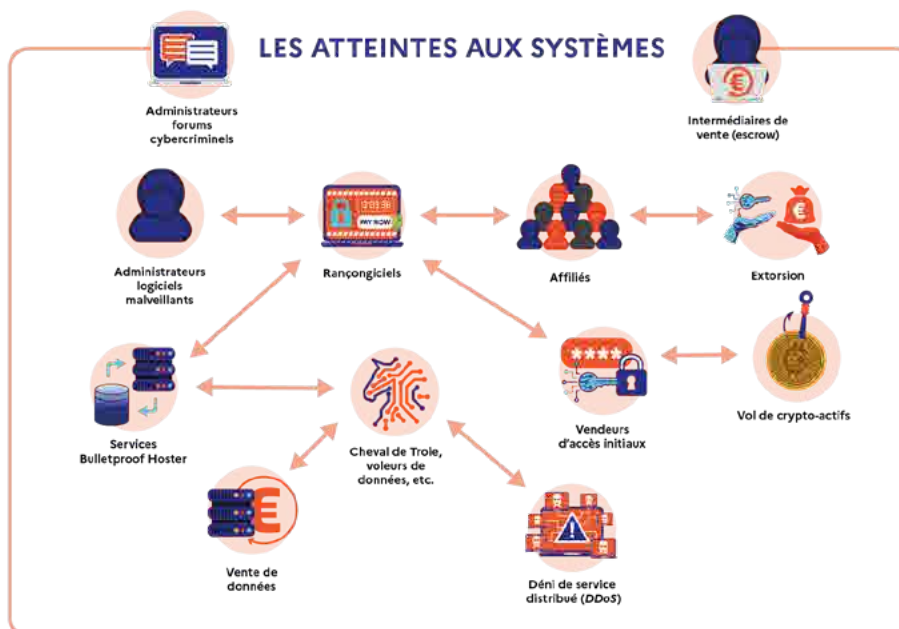 LES ATTEINTES AUX SYSTÈMES
Administrateurs
forums
cybercriminels
Intermédiaires de
vente (escrow)
PAY NOW
Administrateurs
logiciels
malveillants
Rançongiciels
Affiliés
Extorsion
Services
Bulletproof Hoster
Cheval de Troie,
voleurs de
données, etc.
****
Vendeurs
d'accès initiaux
Vol de crypto-actifs
Vente de
données
Déni de service
distribué (DDoS)